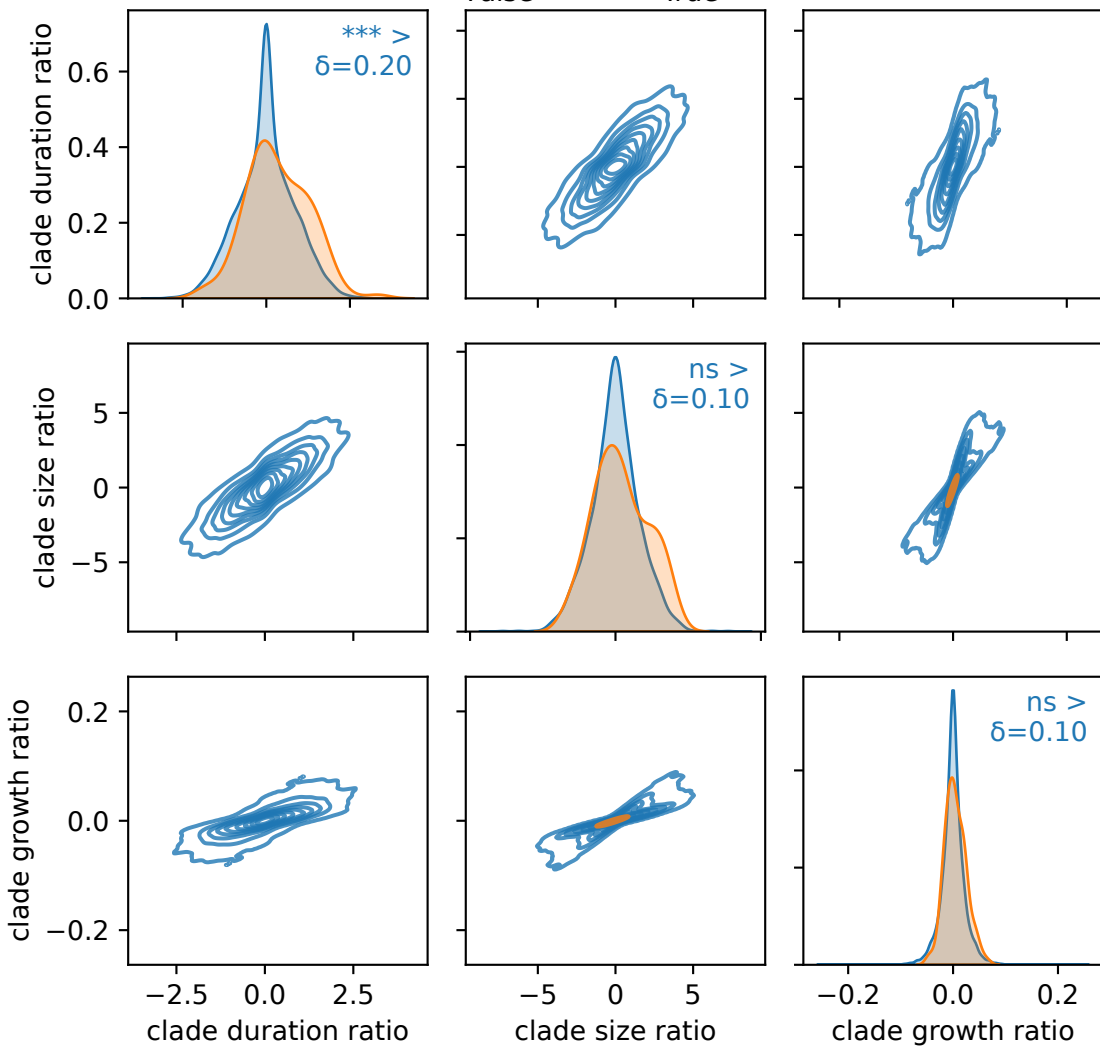 clade duration ratio
0.6
0.4
0.2
0.0
*** >
δ=0.20
clade size ratio
5
0
−5
ns >
δ=0.10
clade growth ratio
0.2
0.0
−0.2
ns >
δ=0.10
−2.5 0.0 2.5
−5 0 5
−0.2 0.0 0.2
clade duration ratio
clade size ratio
clade growth ratio